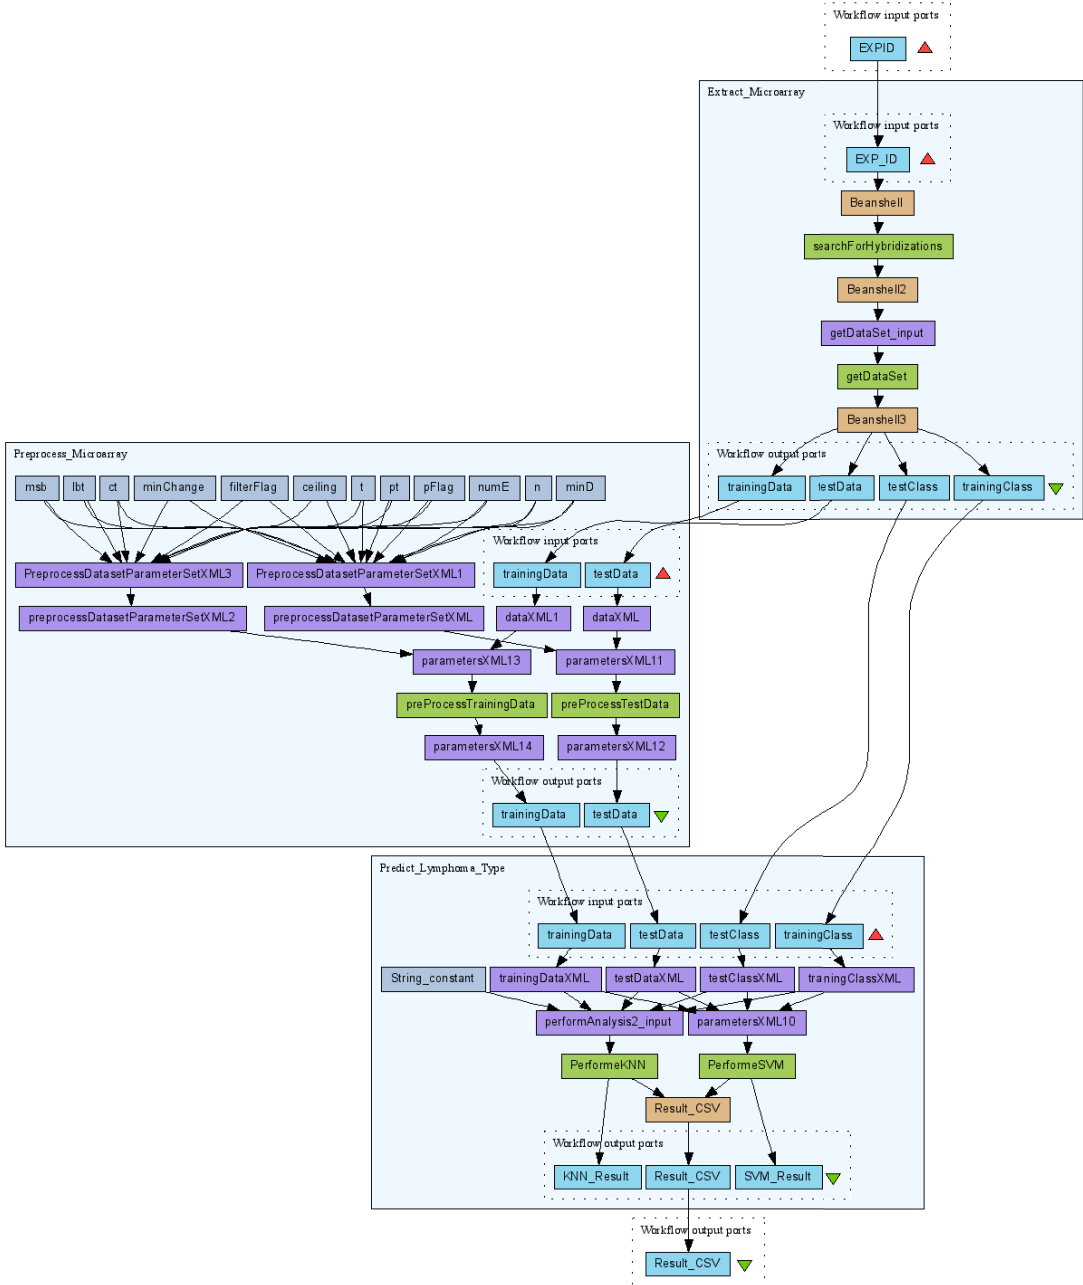 Workflow input ports
EXPID
Extract_Microarray
Workflow input ports
EXP_ID
Beanshell
searchForHybridizations
Beanshell2
getDataSet_input
getDataSet
Beanshell3
Workflow output ports
trainingData testData testClass trainingClass
Preprocess_Microarray
msb lbt ct minChange filterFlag ceiling t pt pFlag numE n minD
Workflow input ports
PreprocessDatasetParameterSetXML3 PreprocessDatasetParameterSetXML1 trainingData testData
preprocessDatasetParameterSetXML2 preprocessDatasetParameterSetXML dataXML1 dataXML
parametersXML13 parametersXML11
preProcessTrainingData preProcessTestData
parametersXML14 parametersXML12
Workflow output ports
trainingData testData
Predict_Lymphoma_Type
Workflow input ports
trainingData testData testClass trainingClass
String_constant trainingDataXML testDataXML testClassXML traningClassXML
performAnalysis2_input parametersXML10
PerformeKNN PerformeSVM
Result_CSV
Workflow output ports
KNN_Result Result_CSV SVM_Result
Workflow output ports
Result_CSV